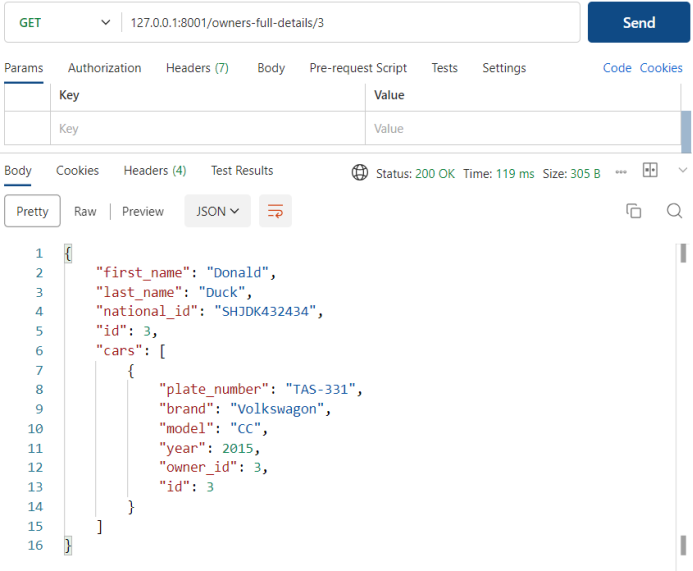 GET 127.0.0.1:8001/owners-full-details/3 Send
Params Authorization Headers (7) Body Pre-request Script Tests Settings Code Cookies
Key Value
Key Value
Body Cookies Headers (4) Test Results Status: 200 OK Time: 119 ms Size: 305 B
Pretty Raw Preview JSON
1 {
2 "first_name": "Donald",
3 "last_name": "Duck",
4 "national_id": "SHJDK432434",
5 "id": 3,
6 "cars": [
7 {
8 "plate_number": "TAS-331",
9 "brand": "Volkswagon",
10 "model": "CC",
11 "year": 2015,
12 "owner_id": 3,
13 "id": 3
14 }
15 ]
16 }